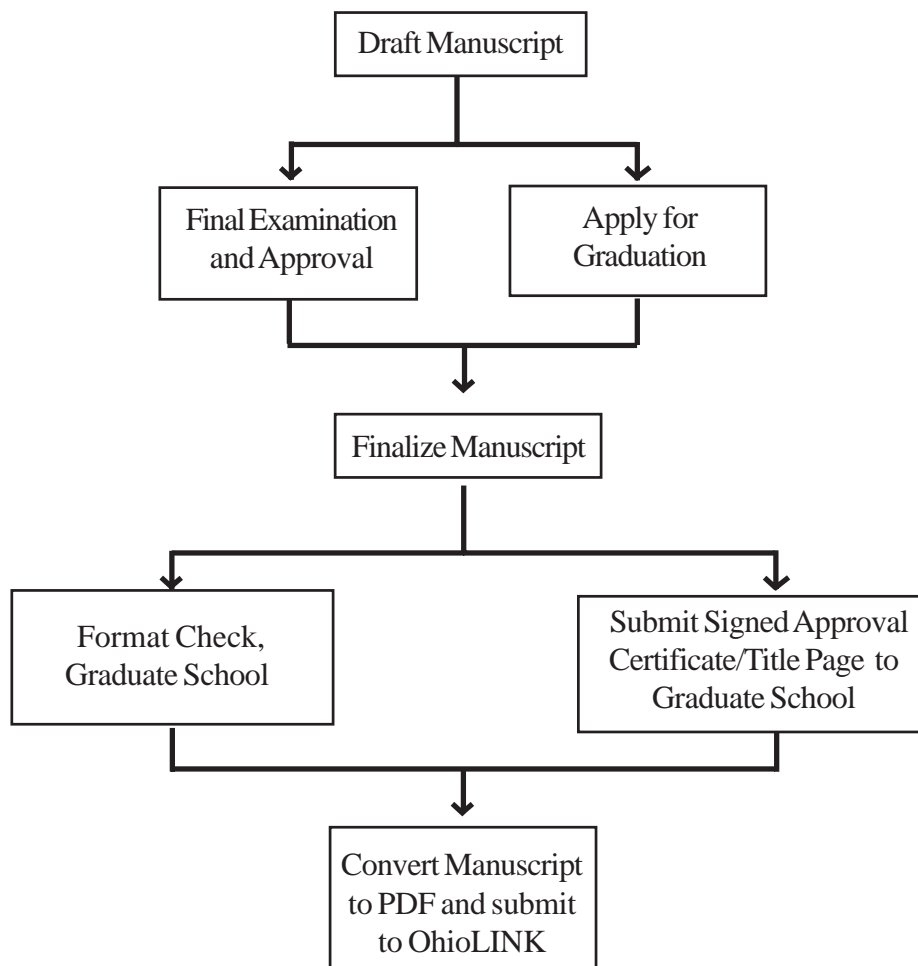 Draft Manuscript
Final Examination
and Approval
Apply for
Graduation
Finalize Manuscript
Format Check,
Graduate School
Submit Signed Approval
Certificate/Title Page to
Graduate School
Convert Manuscript
to PDF and submit
to OhioLINK